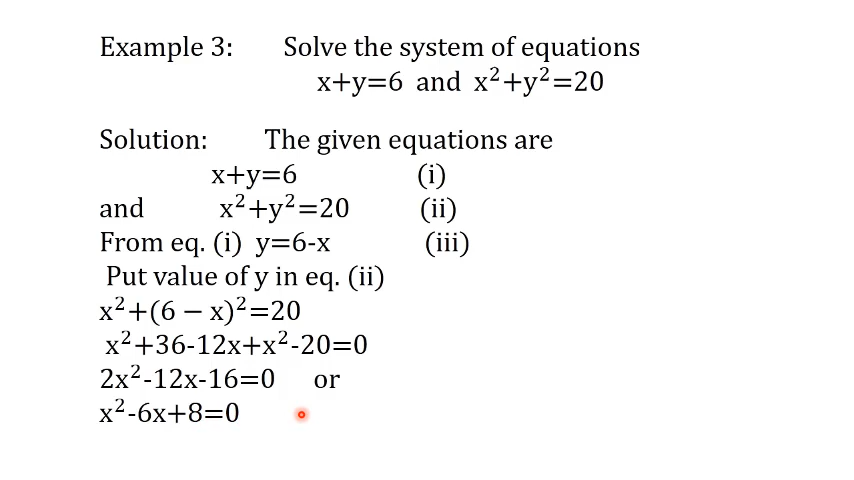 Example 3: Solve the system of equations
x+y=6 and x²+y²=20
Solution: The given equations are
x+y=6 (i)
and x²+y²=20 (ii)
From eq. (i) y=6-x (iii)
Put value of y in eq. (ii)
x²+(6 − x)²=20
x²+36-12x+x²-20=0
2x²-12x-16=0 or
x²-6x+8=0